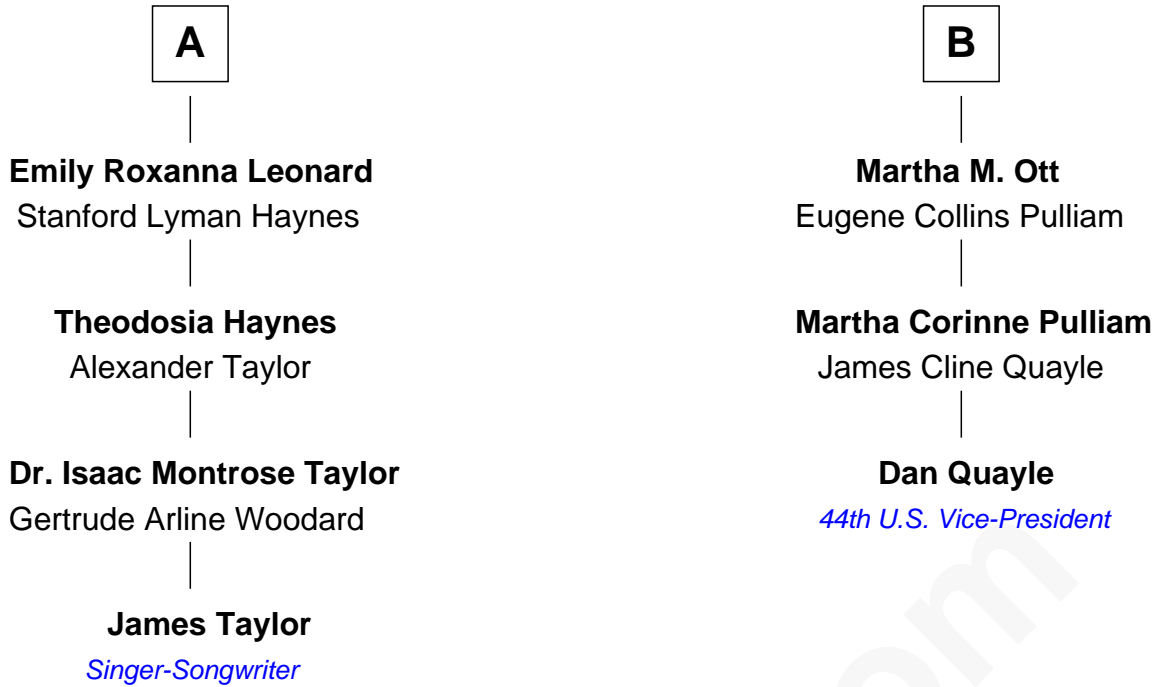 A
Emily Roxanna Leonard
Stanford Lyman Haynes
Theodosia Haynes
Alexander Taylor
Dr. Isaac Montrose Taylor
Gertrude Arline Woodard
James Taylor
Singer-Songwriter
B
Martha M. Ott
Eugene Collins Pulliam
Martha Corinne Pulliam
James Cline Quayle
Dan Quayle
44th U.S. Vice-President
om